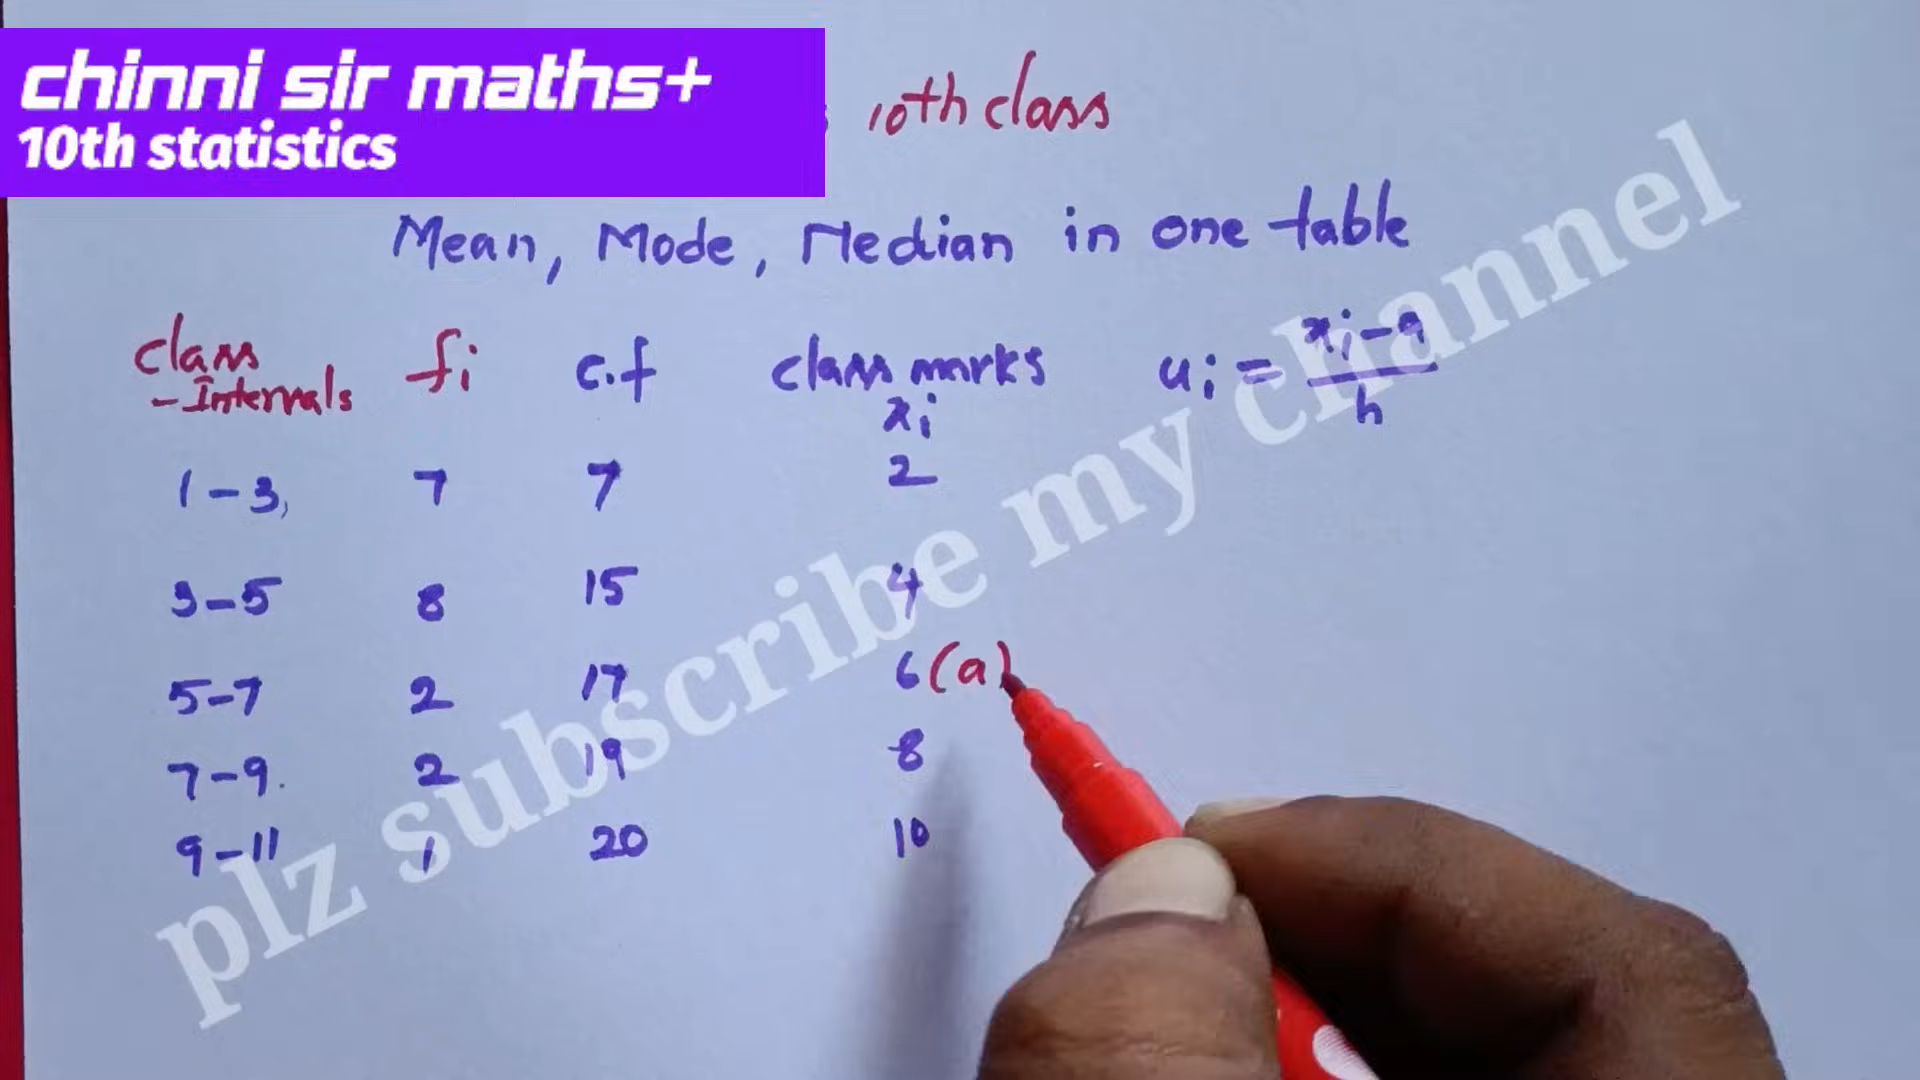 chinni sir maths+
10th statistics
10th class
Mean, Mode, Median in one table
class - Intervals fi c.f class marks xi ui = xi - a / h
1-3, 7 7 2
3-5 8 15 4
5-7 2 17 6 (a)
7-9. 2 19 8
9-11 1 20 10
plz subscribe my channel